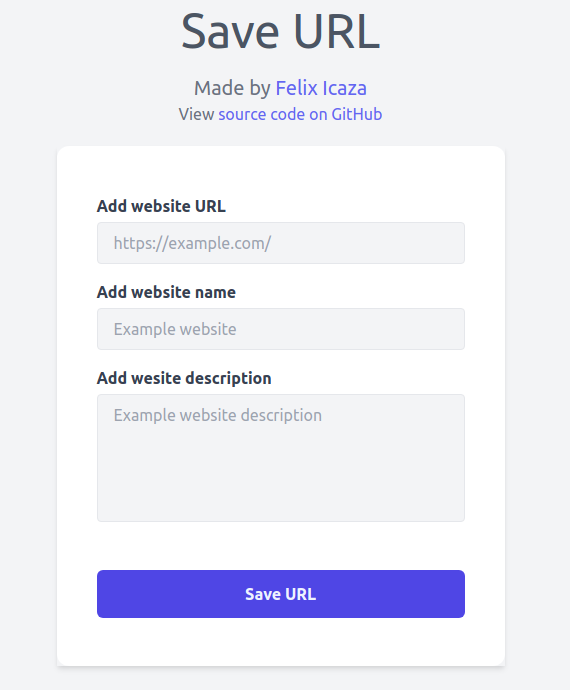 Save URL
Made by Felix Icaza
View source code on GitHub
Add website URL
https://example.com/
Add website name
Example website
Add wesite description
Example website description
Save URL